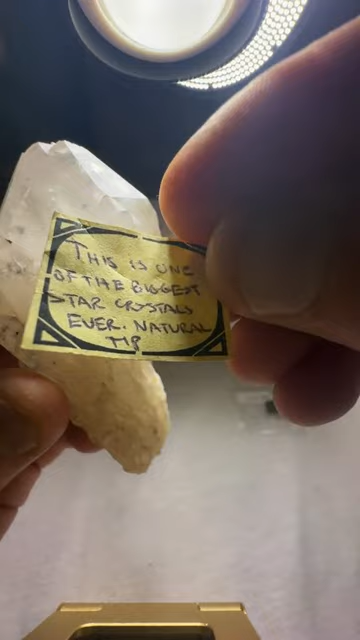 THIS IS ONE
OF THE BIGGEST
STAR CRYSTALS
EVER. NATURAL
TIP